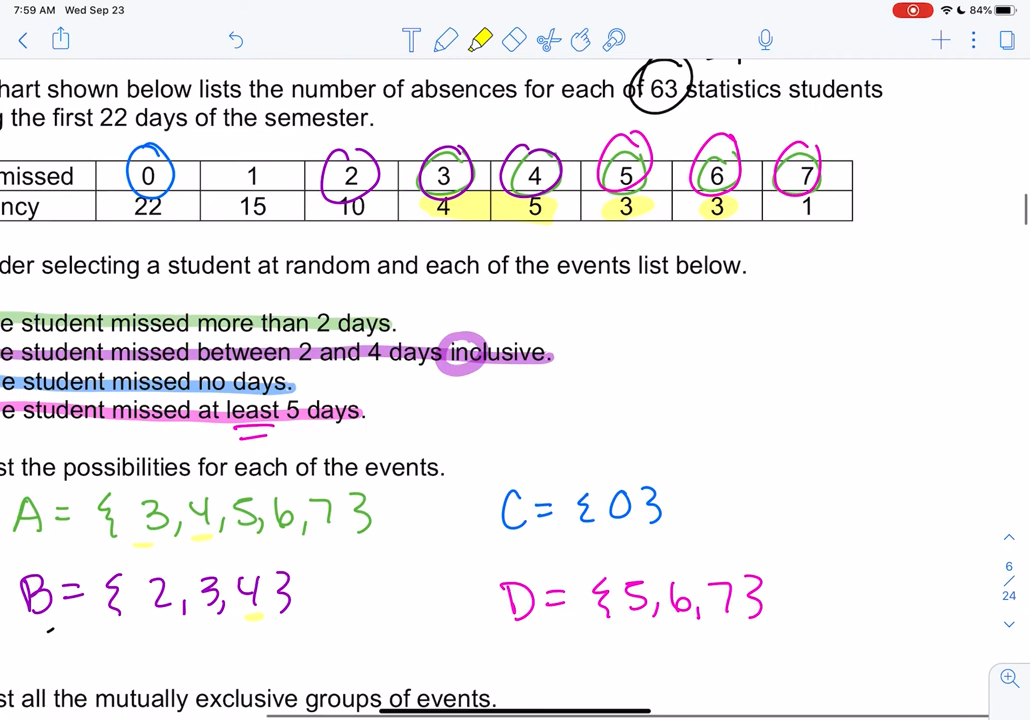 7:59 AM Wed Sep 23
84%
T
hart shown below lists the number of absences for each of 63 statistics students
g the first 22 days of the semester.
missed 0 1 2 3 4 5 6 7
ncy 22 15 10 4 5 3 3 1
der selecting a student at random and each of the events list below.
e student missed more than 2 days.
e student missed between 2 and 4 days inclusive.
e student missed no days.
e student missed at least 5 days.
st the possibilities for each of the events.
A = { 3, 4, 5, 6, 7 }
C = { 0 }
B = { 2, 3, 4 }
D = { 5, 6, 7 }
6
/
24
st all the mutually exclusive groups of events.